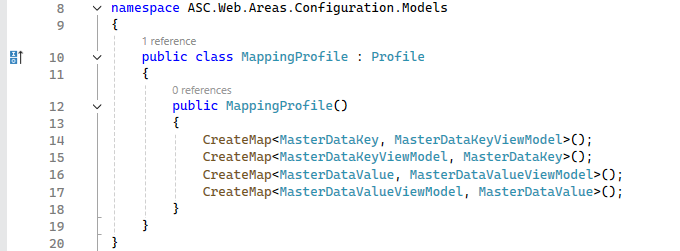 8 namespace ASC.Web.Areas.Configuration.Models
9 {
1 reference
10 public class MappingProfile : Profile
11 {
0 references
12 public MappingProfile()
13 {
14 CreateMap<MasterDataKey, MasterDataKeyViewModel>();
15 CreateMap<MasterDataKeyViewModel, MasterDataKey>();
16 CreateMap<MasterDataValue, MasterDataValueViewModel>();
17 CreateMap<MasterDataValueViewModel, MasterDataValue>();
18 }
19 }
20 }